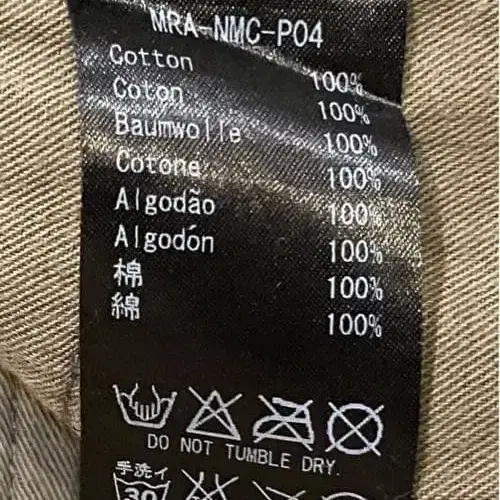 MRA-NMC-P04
Cotton 100%
Coton 100%
Baumwolle 100%
Cotone 100%
Algodão 100%
Algodón 100%
棉 100%
綿 100%
DO NOT TUMBLE DRY.
手洗イ
30